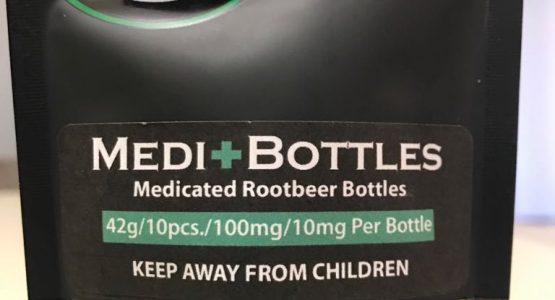 MEDI+BOTTLES
Medicated Rootbeer Bottles
42g/10pcs./100mg/10mg Per Bottle
KEEP AWAY FROM CHILDREN